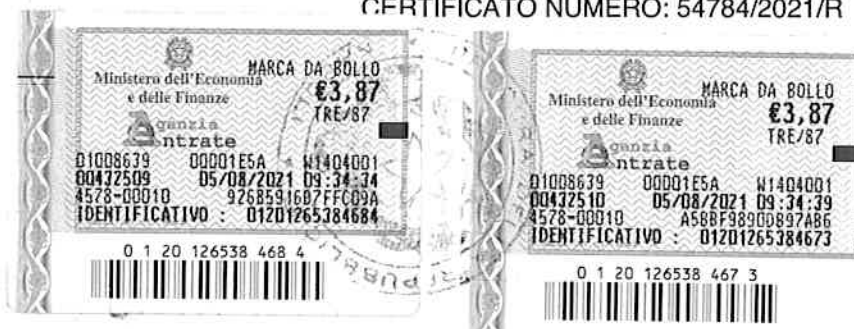 CERTIFICATO NUMERO: 54784/2021/R
Ministero dell'Economia
e delle Finanze
MARCA DA BOLLO
€3,87
TRE/87
Agenzia
Entrate
01008639 00001E5A W1404001
00432509 05/08/2021 09:34:34
4578-00010 926B5916D7FFC09A
IDENTIFICATIVO : 01201265384684
0 1 20 126538 468 4
Ministero dell'Economia
e delle Finanze
MARCA DA BOLLO
€3,87
TRE/87
Agenzia
Entrate
01008639 00001E5A W1404001
00432510 05/08/2021 09:34:39
4578-00010 A5BBF9890DB97AB6
IDENTIFICATIVO : 01201265384673
0 1 20 126538 467 3